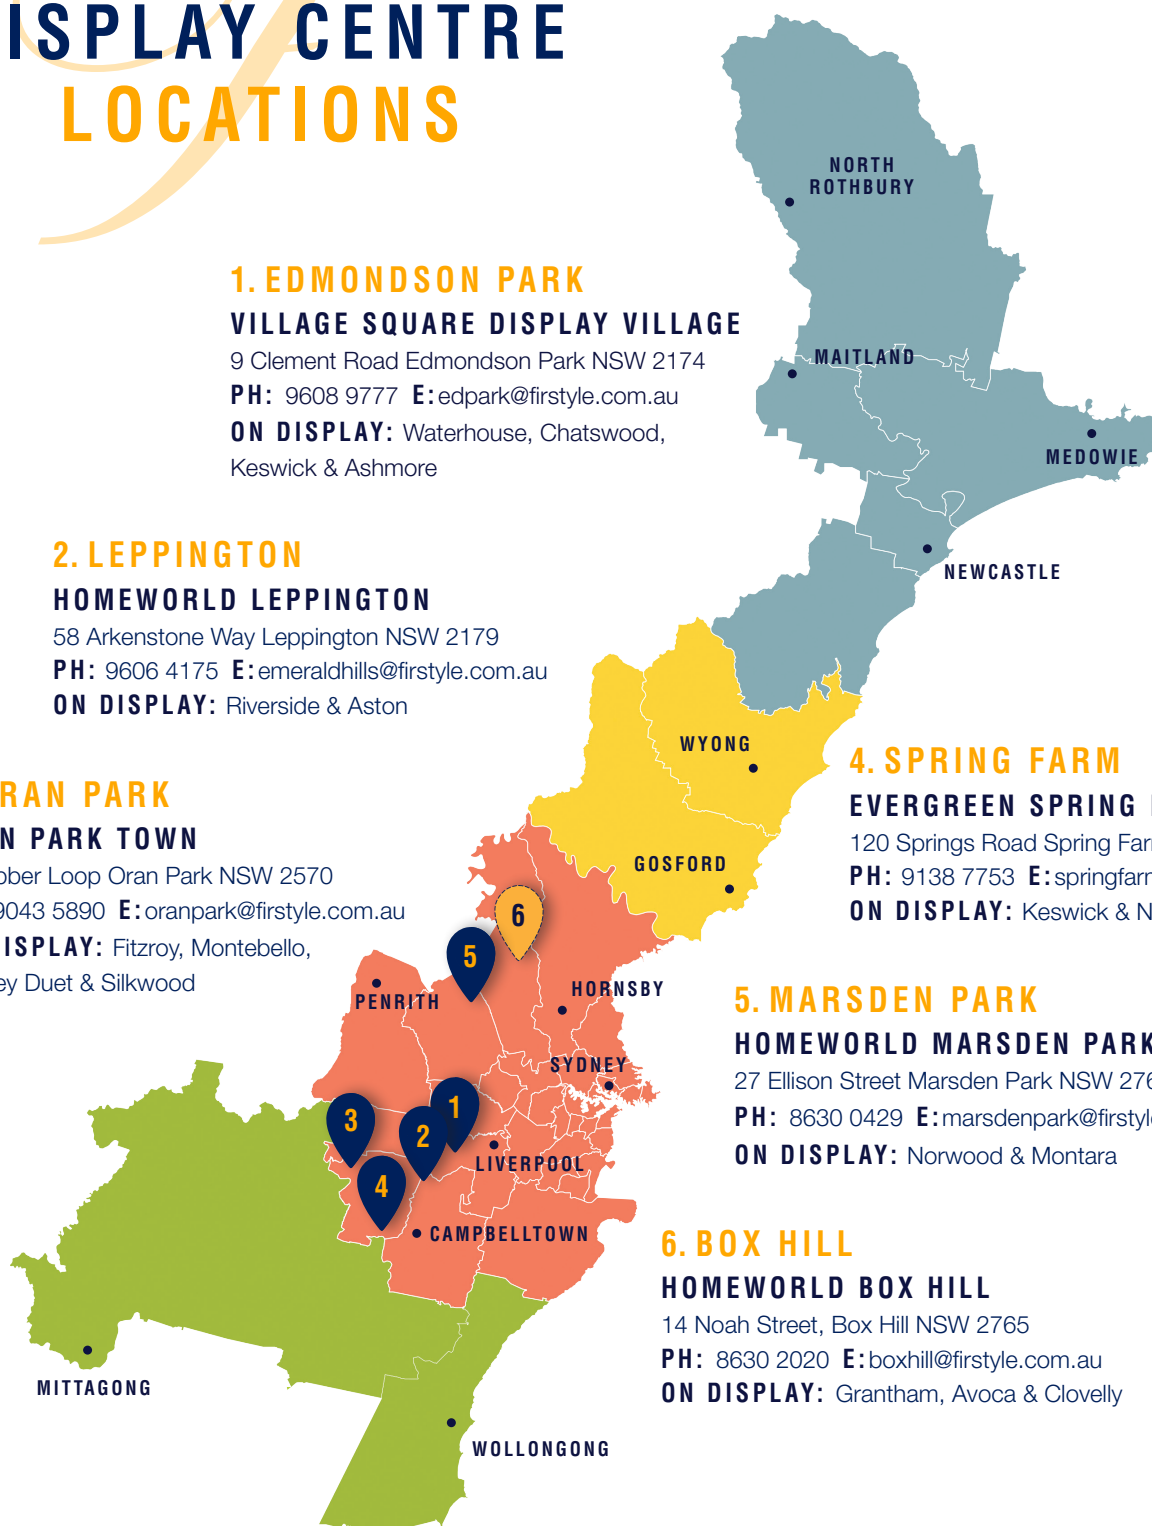 ISPLAY CENTRE
LOCATIONS
NORTH
ROTHBURY
1. EDMONDSON PARK
VILLAGE SQUARE DISPLAY VILLAGE
9 Clement Road Edmondson Park NSW 2174
PH: 9608 9777 E: edpark@firstyle.com.au
ON DISPLAY: Waterhouse, Chatswood,
Keswick & Ashmore
MAITLAND
MEDOWIE
NEWCASTLE
2. LEPPINGTON
HOMEWORLD LEPPINGTON
58 Arkenstone Way Leppington NSW 2179
PH: 9606 4175 E: emeraldhills@firstyle.com.au
ON DISPLAY: Riverside & Aston
WYONG
GOSFORD
RAN PARK
N PARK TOWN
ber Loop Oran Park NSW 2570
9043 5890 E: oranpark@firstyle.com.au
ISPLAY: Fitzroy, Montebello,
ey Duet & Silkwood
4. SPRING FARM
EVERGREEN SPRING
120 Springs Road Spring Far
PH: 9138 7753 E: springfar
ON DISPLAY: Keswick & N
6
5
PENRITH
HORNSBY
SYDNEY
5. MARSDEN PARK
HOMEWORLD MARSDEN PARK
27 Ellison Street Marsden Park NSW 276
PH: 8630 0429 E: marsdenpark@firstyl
ON DISPLAY: Norwood & Montara
3
2
1
4
LIVERPOOL
CAMPBELLTOWN
6. BOX HILL
HOMEWORLD BOX HILL
14 Noah Street, Box Hill NSW 2765
PH: 8630 2020 E: boxhill@firstyle.com.au
ON DISPLAY: Grantham, Avoca & Clovelly
MITTAGONG
WOLLONGONG